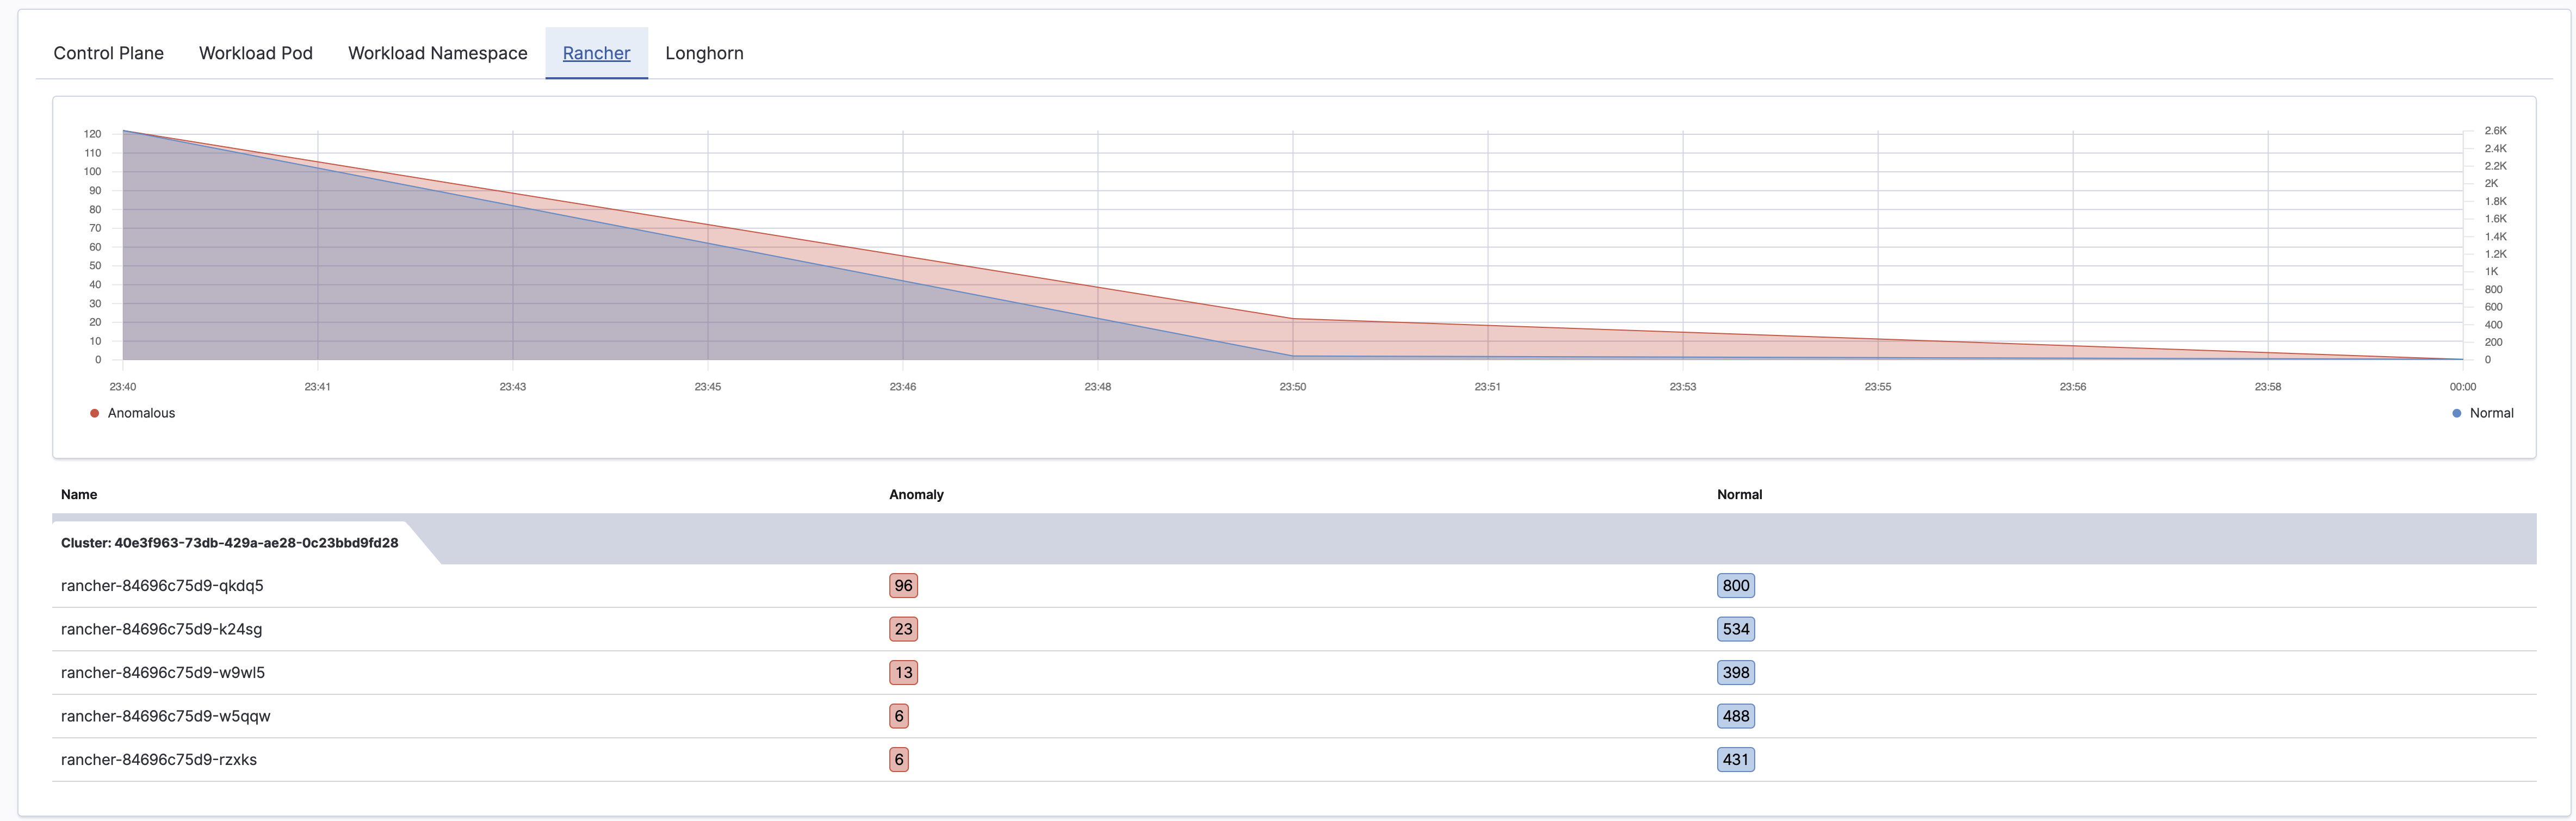 Control Plane Workload Pod Workload Namespace Rancher Longhorn
120 2.6K
110 2.4K
100 2.2K
90 2K
80 1.8K
70 1.6K
60 1.4K
50 1.2K
40 1K
30 800
20 600
10 400
0 200
0
23:40 23:41 23:43 23:45 23:46 23:48 23:50 23:51 23:53 23:55 23:56 23:58 00:00
Anomalous Normal
Name Anomaly Normal
Cluster: 40e3f963-73db-429a-ae28-0c23bbd9fd28
rancher-84696c75d9-qkdq5 96 800
rancher-84696c75d9-k24sg 23 534
rancher-84696c75d9-w9wl5 13 398
rancher-84696c75d9-w5qqw 6 488
rancher-84696c75d9-rzxks 6 431